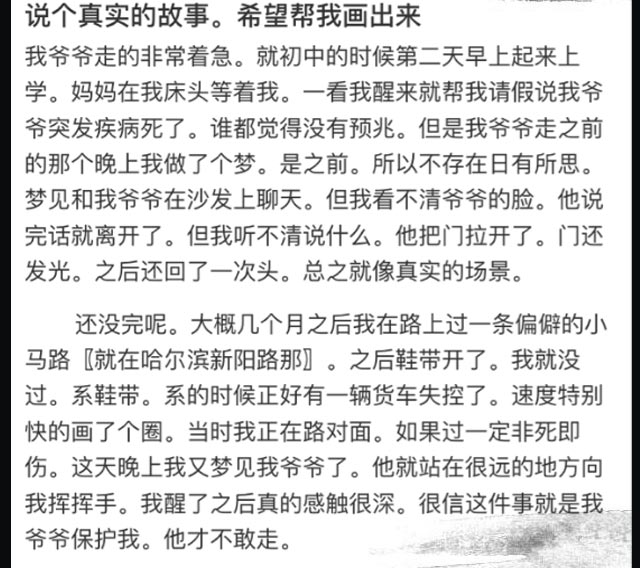 说个真实的故事。希望帮我画出来
我爷爷走的非常着急。就初中的时候第二天早上起来上
学。妈妈在我床头等着我。一看我醒来就帮我请假说我爷
爷突发疾病死了。谁都觉得没有预兆。但是我爷爷走之前
的那个晚上我做了个梦。是之前。所以不存在日有所思。
梦见和我爷爷在沙发上聊天。但我看不清爷爷的脸。他说
完话就离开了。但我听不清说什么。他把门拉开了。门还
发光。之后还回了一次头。总之就像真实的场景。
还没完呢。大概几个月之后我在路上过一条偏僻的小
马路〖就在哈尔滨新阳路那〗。之后鞋带开了。我就没
过。系鞋带。系的时候正好有一辆货车失控了。速度特别
快的画了个圈。当时我正在路对面。如果过一定非死即
伤。这天晚上我又梦见我爷爷了。他就站在很远的地方向
我挥挥手。我醒了之后真的感触很深。很信这件事就是我
爷爷保护我。他才不敢走。